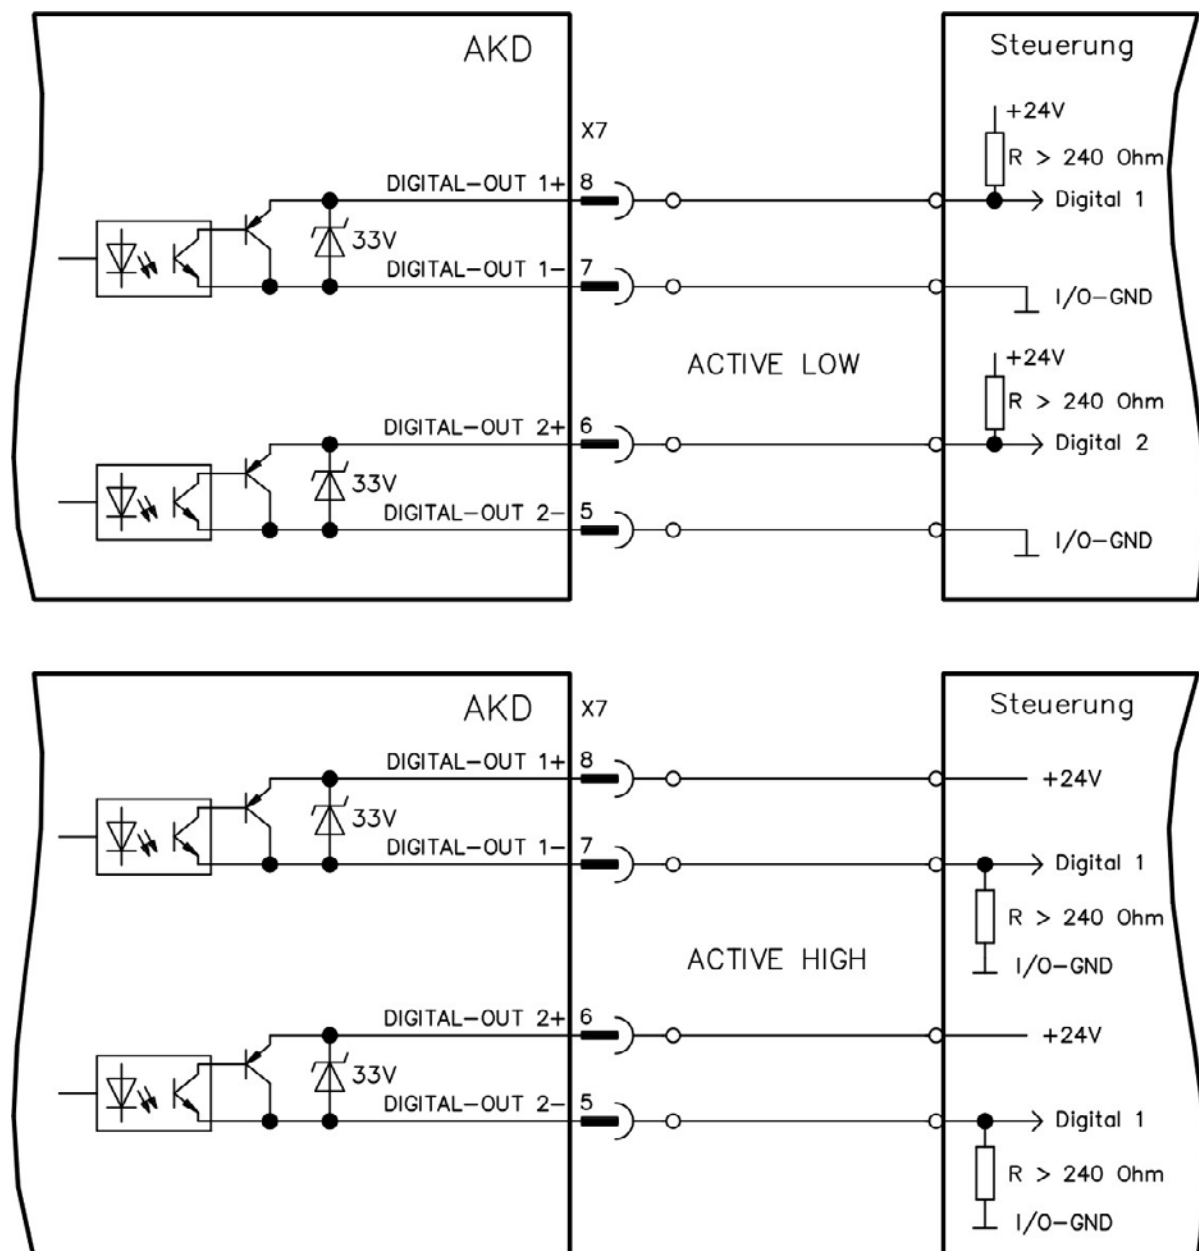 AKD
Steuerung
X7
+24V
R > 240 Ohm
DIGITAL-OUT 1+ 8
Digital 1
33V
DIGITAL-OUT 1- 7
I/O-GND
ACTIVE LOW
+24V
R > 240 Ohm
DIGITAL-OUT 2+ 6
Digital 2
33V
DIGITAL-OUT 2- 5
I/O-GND
AKD
X7
Steuerung
DIGITAL-OUT 1+ 8
+24V
33V
DIGITAL-OUT 1- 7
Digital 1
R > 240 Ohm
ACTIVE HIGH
I/O-GND
DIGITAL-OUT 2+ 6
+24V
33V
DIGITAL-OUT 2- 5
Digital 1
R > 240 Ohm
I/O-GND